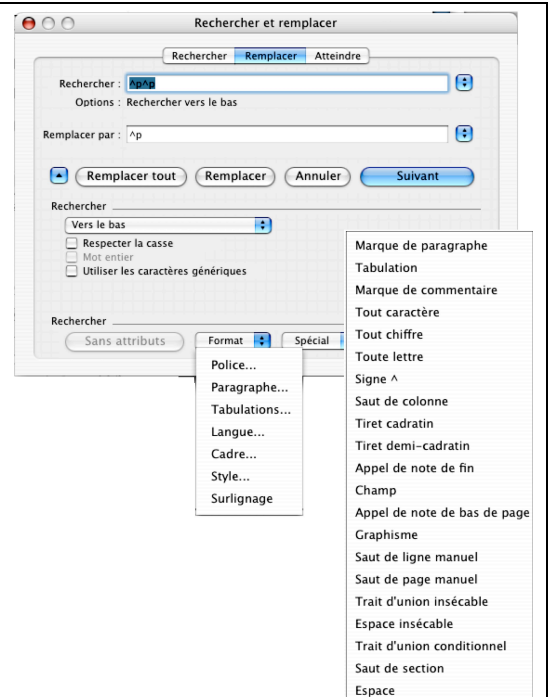 Rechercher et remplacer
Rechercher Remplacer Atteindre
Rechercher : ^p^p
Options : Rechercher vers le bas
Remplacer par : ^p
Remplacer tout Remplacer Annuler Suivant
Rechercher
Vers le bas
Respecter la casse
Mot entier
Utiliser les caractères génériques
Rechercher
Sans attributs Format Spécial
Police...
Paragraphe...
Tabulations...
Langue...
Cadre...
Style...
Surlignage
Marque de paragraphe
Tabulation
Marque de commentaire
Tout caractère
Tout chiffre
Toute lettre
Signe ^
Saut de colonne
Tiret cadratin
Tiret demi-cadratin
Appel de note de fin
Champ
Appel de note de bas de page
Graphisme
Saut de ligne manuel
Saut de page manuel
Trait d'union insécable
Espace insécable
Trait d'union conditionnel
Saut de section
Espace